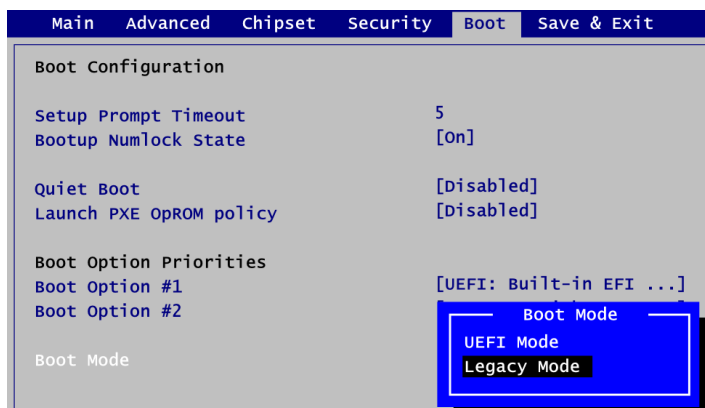 Main Advanced Chipset Security Boot Save & Exit
Boot Configuration
Setup Prompt Timeout 5
Bootup Numlock State [On]
Quiet Boot [Disabled]
Launch PXE OpROM policy [Disabled]
Boot Option Priorities
Boot Option #1 [UEFI: Built-in EFI ...]
Boot Option #2
Boot Mode
Boot Mode
UEFI Mode
Legacy Mode